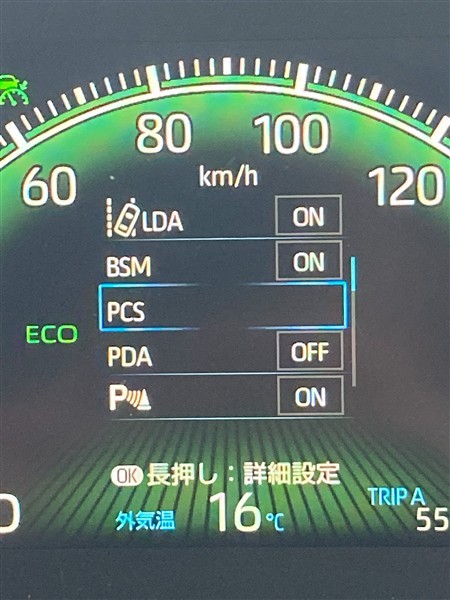 80 100
60 120
km/h
LDA ON
BSM ON
PCS
ECO
PDA OFF
P ON
OK 長押し：詳細設定
外気温 16℃
TRIP A
55